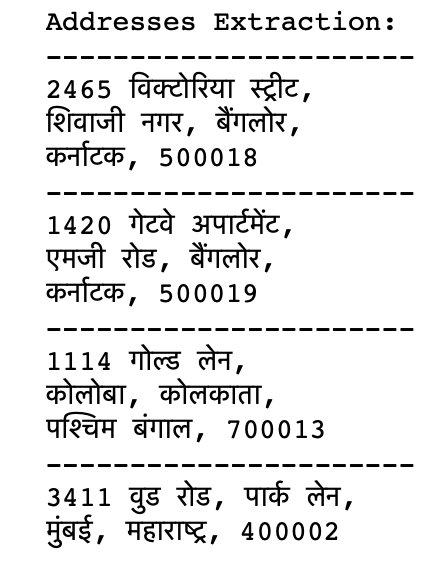 Addresses Extraction:
-----------------------
2465 विक्टोरिया स्ट्रीट,
शिवाजी नगर, बैंगलोर,
कर्नाटक, 500018
-----------------------
1420 गेटवे अपार्टमेंट,
एमजी रोड, बैंगलोर,
कर्नाटक, 500019
-----------------------
1114 गोल्ड लेन,
कोलोबा, कोलकाता,
पश्चिम बंगाल, 700013
-----------------------
3411 वुड रोड, पार्क लेन,
मुंबई, महाराष्ट्र, 400002